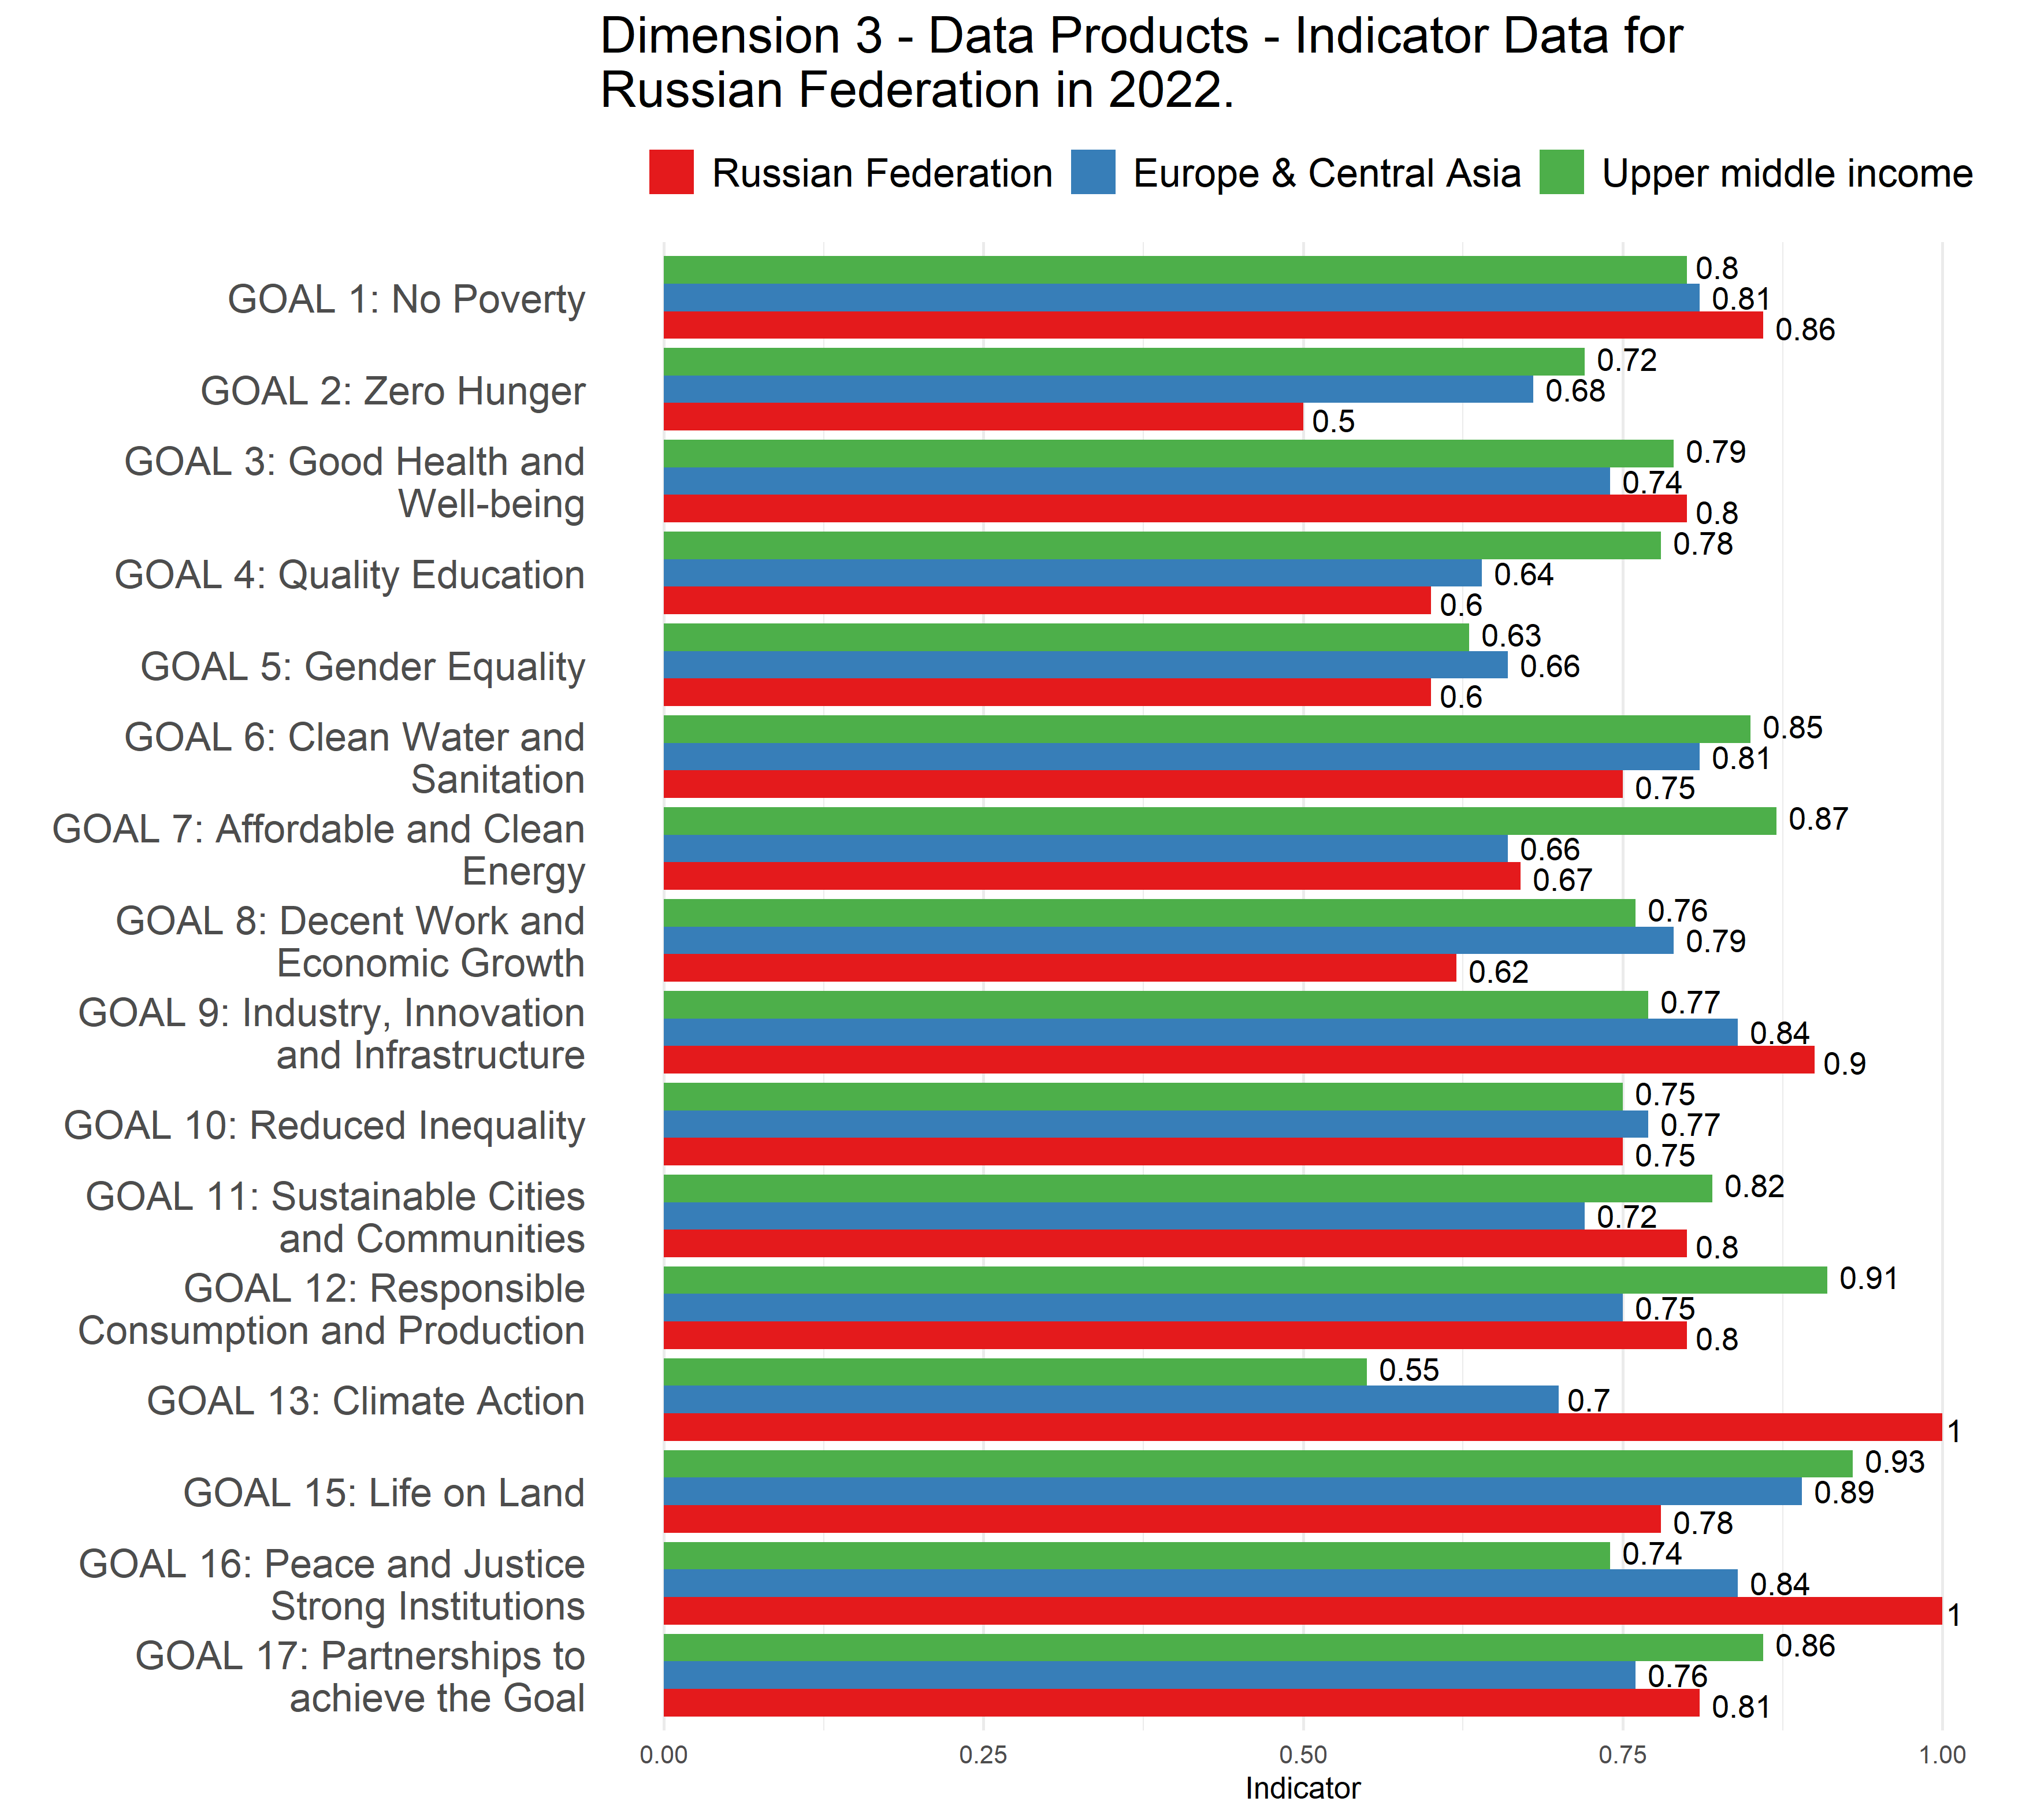 Dimension 3 - Data Products - Indicator Data for
Russian Federation in 2022.
Russian Federation
Europe & Central Asia
Upper middle income
GOAL 1: No Poverty
0.8
0.81
0.86
GOAL 2: Zero Hunger
0.72
0.68
0.5
GOAL 3: Good Health and
Well-being
0.79
0.74
0.8
GOAL 4: Quality Education
0.78
0.64
0.6
GOAL 5: Gender Equality
0.63
0.66
0.6
GOAL 6: Clean Water and
Sanitation
0.85
0.81
0.75
GOAL 7: Affordable and Clean
Energy
0.87
0.66
0.67
GOAL 8: Decent Work and
Economic Growth
0.76
0.79
0.62
GOAL 9: Industry, Innovation
and Infrastructure
0.77
0.84
0.9
GOAL 10: Reduced Inequality
0.75
0.77
0.75
GOAL 11: Sustainable Cities
and Communities
0.82
0.72
0.8
GOAL 12: Responsible
Consumption and Production
0.91
0.75
0.8
GOAL 13: Climate Action
0.55
0.7
1
GOAL 15: Life on Land
0.93
0.89
0.78
GOAL 16: Peace and Justice
Strong Institutions
0.74
0.84
1
GOAL 17: Partnerships to
achieve the Goal
0.86
0.76
0.81
0.00 0.25 0.50 0.75 1.00
Indicator